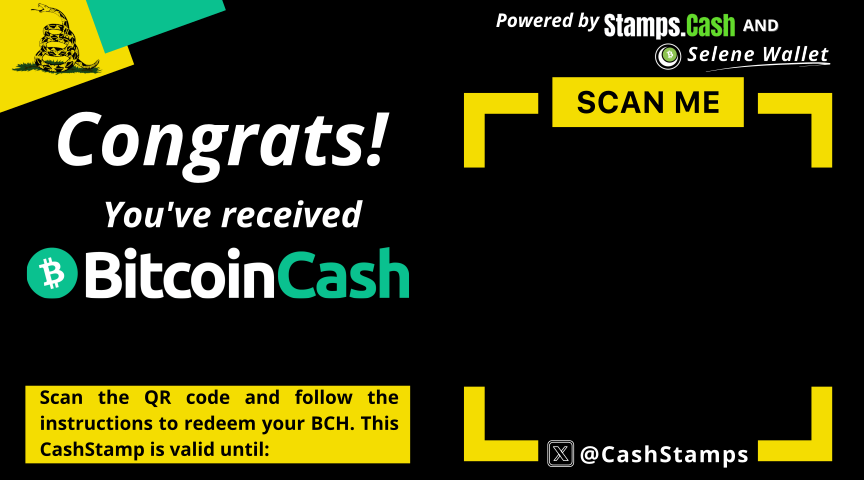 Powered by Stamps.Cash AND
Selene Wallet
SCAN ME
Congrats!
You've received
BitcoinCash
Scan the QR code and follow the
instructions to redeem your BCH. This
CashStamp is valid until:
@CashStamps